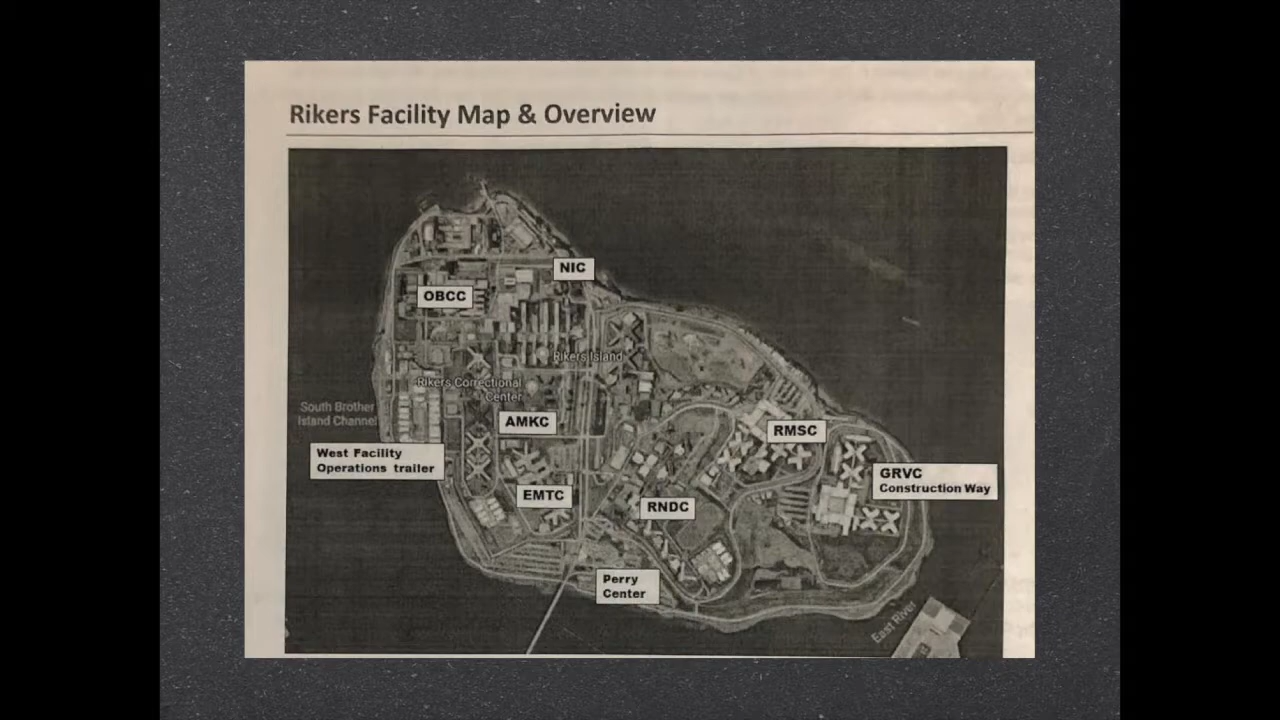 Rikers Facility Map & Overview
NIC
OBCC
Rikers Island
Rikers Correctional
Center
South Brother
Island Channel
AMKC
RMSC
West Facility
Operations trailer
GRVC
Construction Way
EMTC
RNDC
Perry
Center
East River